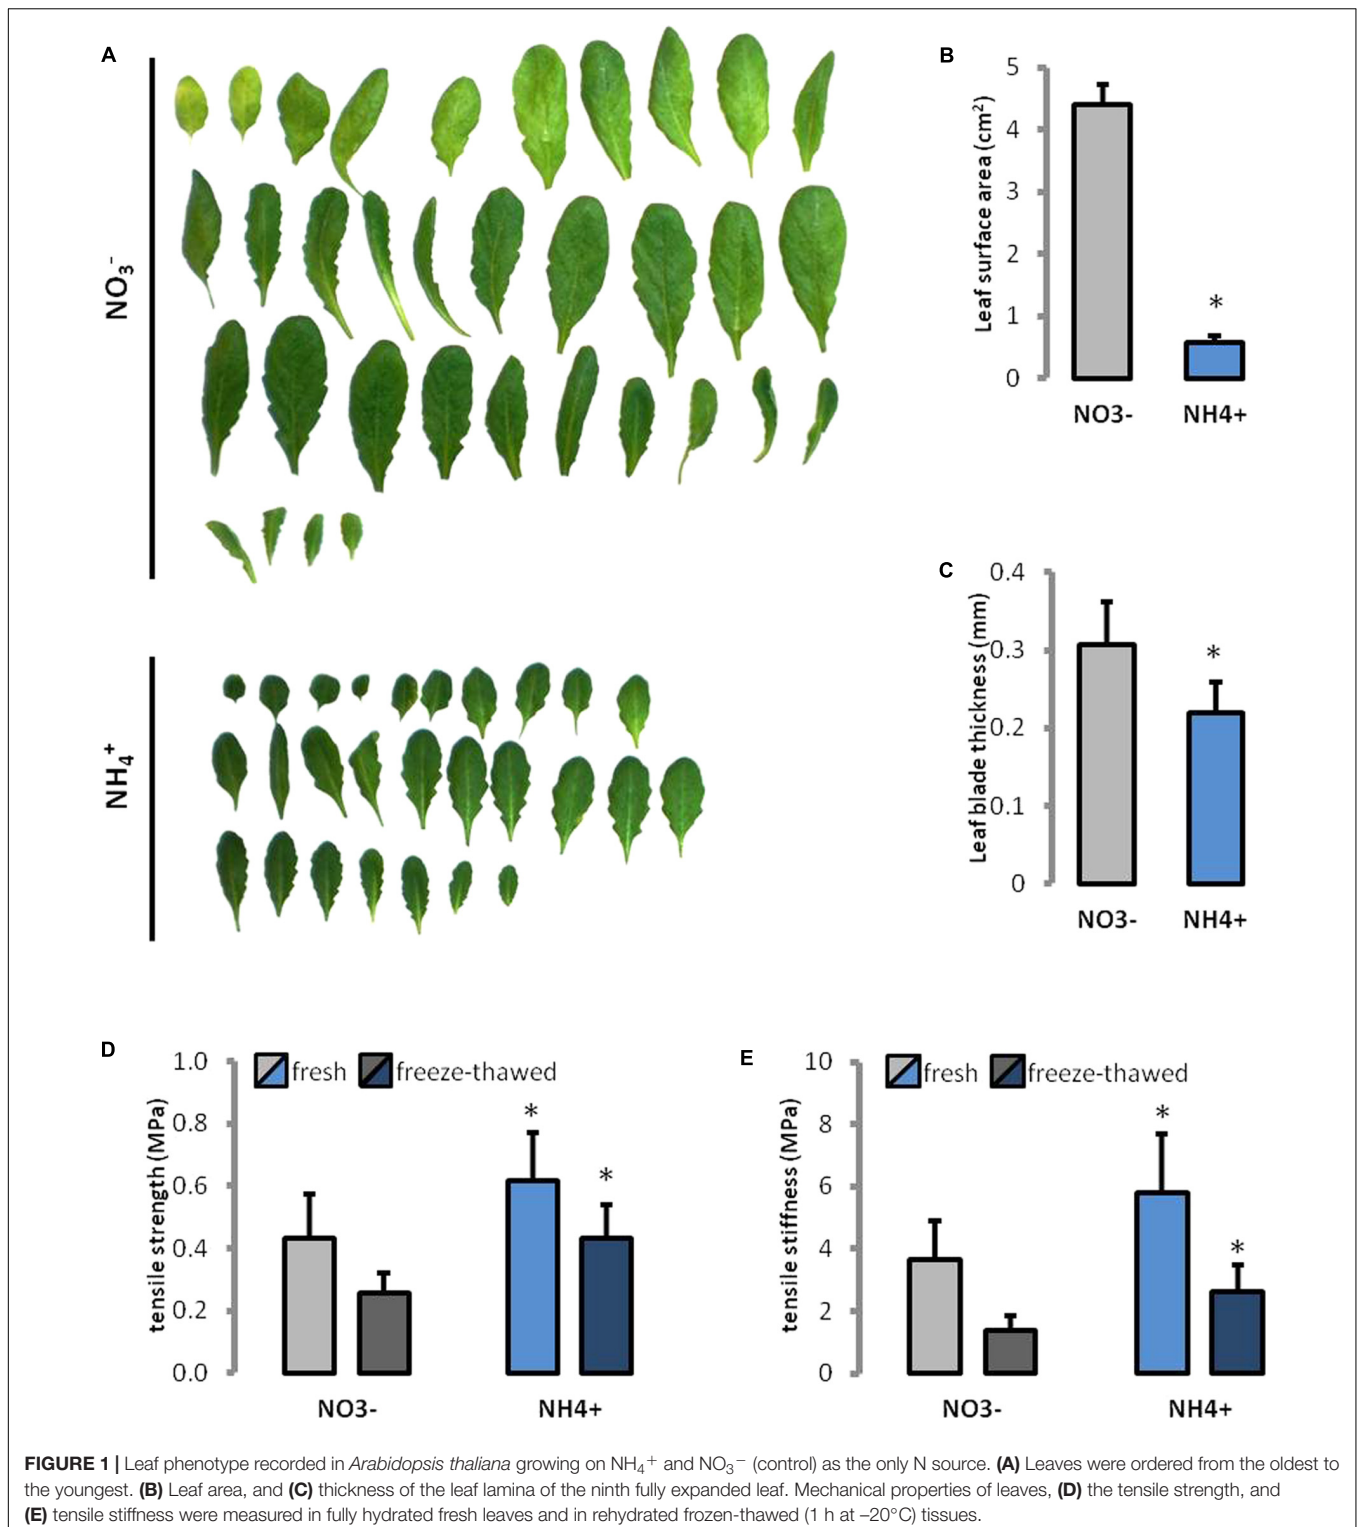 A
NO₃⁻
NH₄⁺
B
Leaf surface area (cm²)
5
4
3
2
1
0
*
NO3-
NH4+
C
Leaf blade thickness (mm)
0.4
0.3
0.2
0.1
0
*
NO3-
NH4+
D
tensile strength (MPa)
1.0
0.8
0.6
0.4
0.2
0.0
fresh
freeze-thawed
*
*
NO3-
NH4+
E
tensile stiffness (MPa)
10
8
6
4
2
0
fresh
freeze-thawed
*
*
NO3-
NH4+
FIGURE 1 | Leaf phenotype recorded in Arabidopsis thaliana growing on NH₄⁺ and NO₃⁻ (control) as the only N source. (A) Leaves were ordered from the oldest to
the youngest. (B) Leaf area, and (C) thickness of the leaf lamina of the ninth fully expanded leaf. Mechanical properties of leaves, (D) the tensile strength, and
(E) tensile stiffness were measured in fully hydrated fresh leaves and in rehydrated frozen-thawed (1 h at –20°C) tissues.